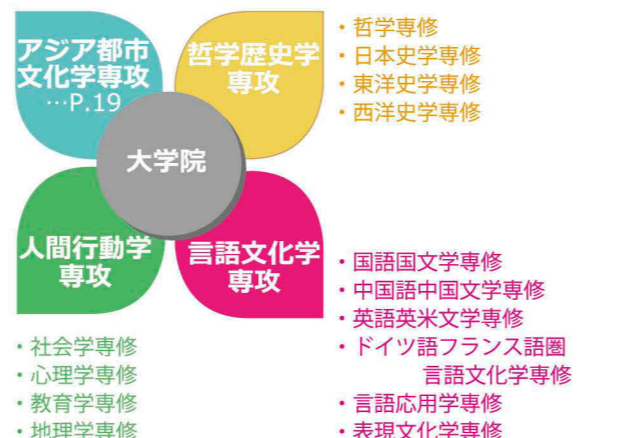 アジア都市
文化学専攻
…P.19
哲学歴史学
専攻
・哲学専修
・日本史学専修
・東洋史学専修
・西洋史学専修
大学院
人間行動学
専攻
言語文化学
専攻
・社会学専修
・心理学専修
・教育学専修
・地理学専修
・国語国文学専修
・中国語中国文学専修
・英語英米文学専修
・ドイツ語フランス語圏
言語文化学専修
・言語応用学専修
・表現文化学専修